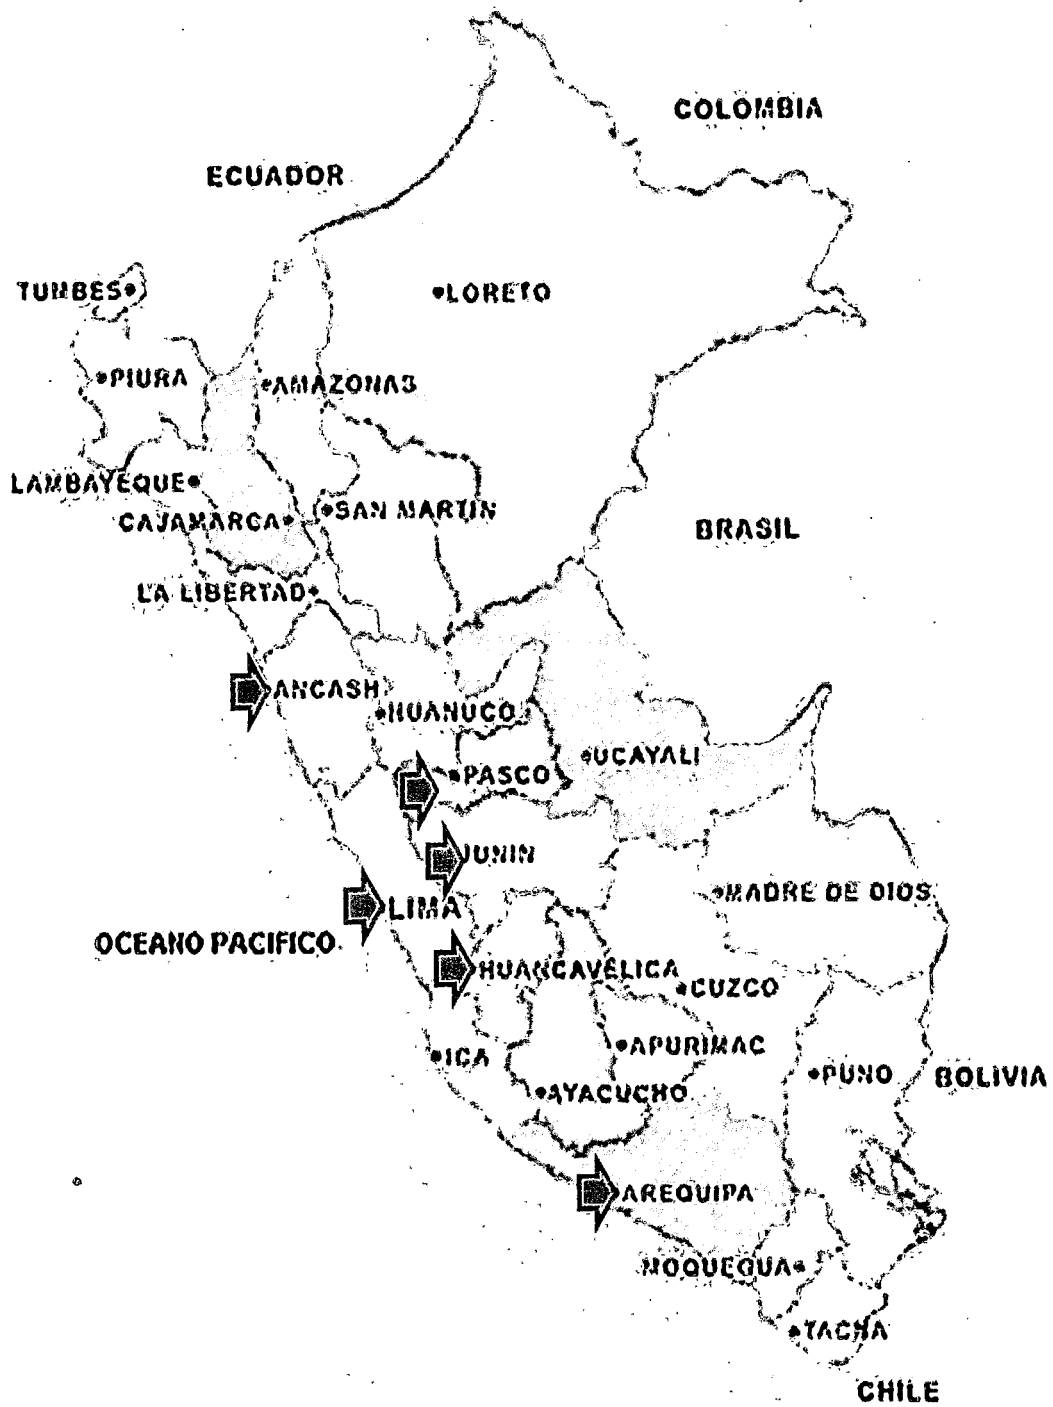 COLOMBIA
ECUADOR
TUMBES
LORETO
PIURA
AMAZONAS
LAMBAYEQUE
SAN MARTIN
CAJAMARCA
BRASIL
LA LIBERTAD
ANCASH
HUANUCO
UCAYALI
PASCO
JUNIN
MADRE DE DIOS
LIMA
OCEANO PACIFICO
HUANCAVELICA
CUZCO
APURIMAC
ICA
PUNO
BOLIVIA
AYACUCHO
AREQUIPA
MOQUEGUA
TACNA
CHILE